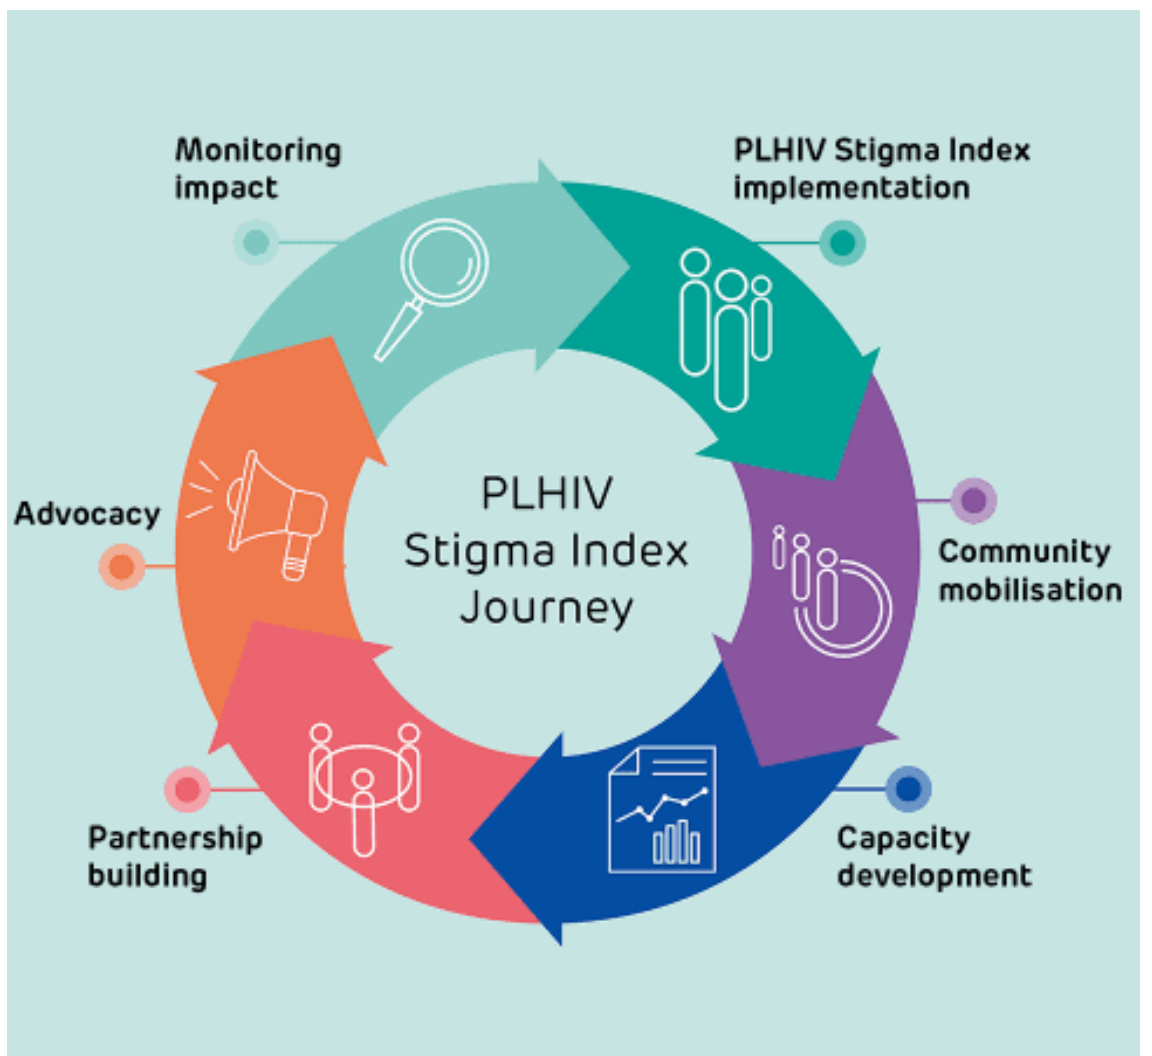 Monitoring
impact
PLHIV Stigma Index
implementation
Advocacy
PLHIV
Stigma Index
Journey
Community
mobilisation
Partnership
building
Capacity
development